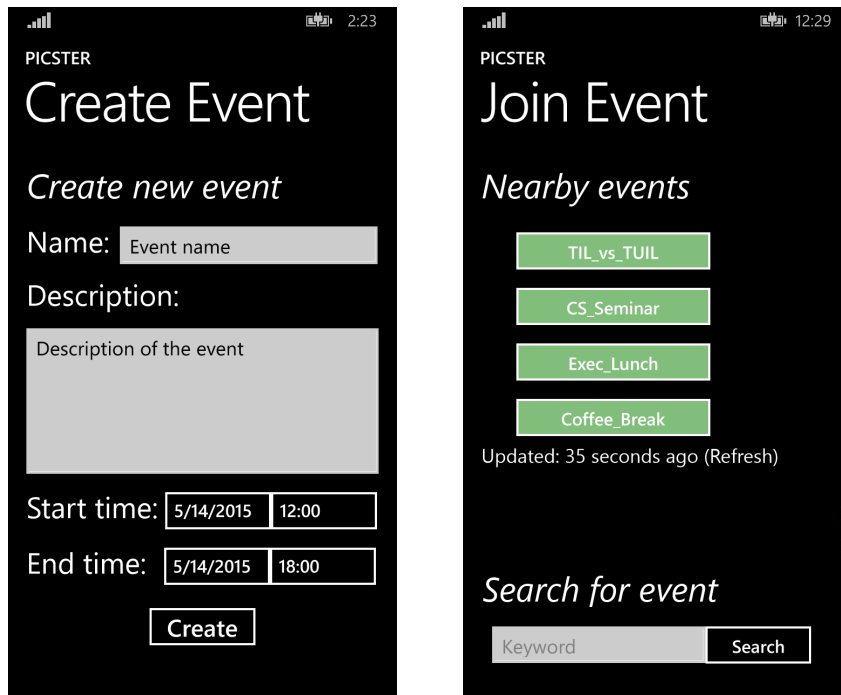 2:23
PICSTER
Create Event
Create new event
Name: Event name
Description:
Description of the event
Start time: 5/14/2015 12:00
End time: 5/14/2015 18:00
Create
12:29
PICSTER
Join Event
Nearby events
TIL_vs_TUIL
CS_Seminar
Exec_Lunch
Coffee_Break
Updated: 35 seconds ago (Refresh)
Search for event
Keyword Search